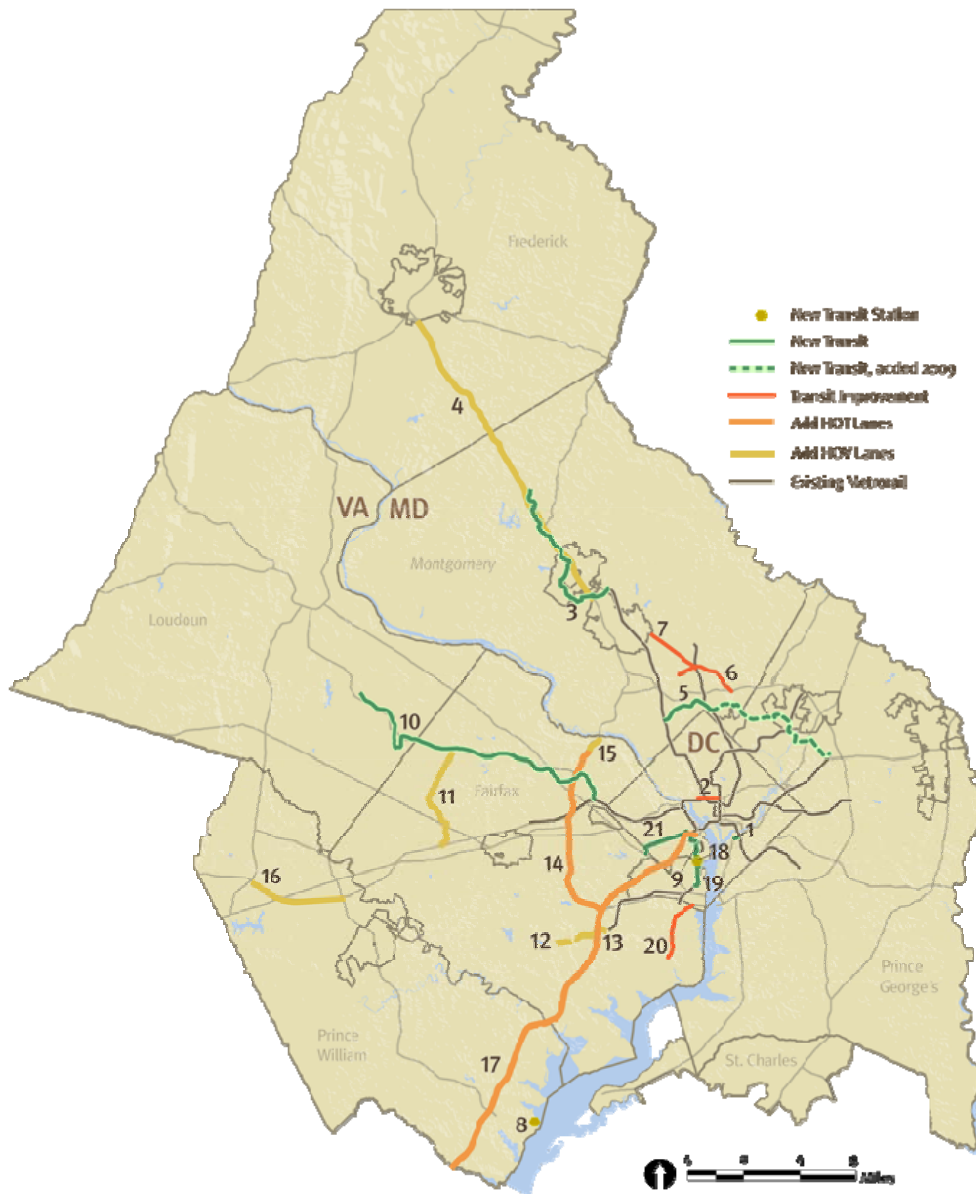 Frederick
New Transit Station
New Transit
New Transit, added 2009
Transit Improvement
Add HOT Lanes
Add HOV Lanes
Existing Metrorail
4
VA MD
Montgomery
Loudoun
3
7
6
5
10
DC
15
2
11
Fairfax
21
1
18
14
16
9
19
12
13
20
Prince
George's
Prince
William
17
St. Charles
8
Miles